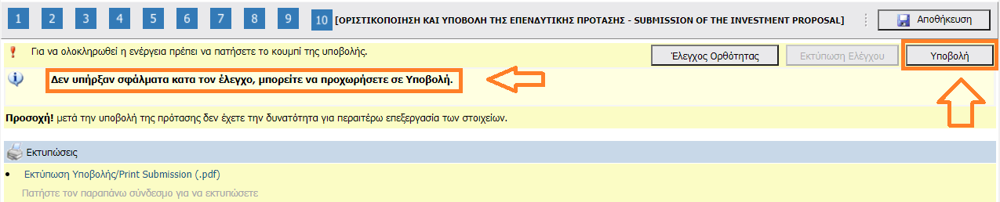 1 2 3 4 5 6 7 8 9 10 [ΟΡΙΣΤΙΚΟΠΟΙΗΣΗ ΚΑΙ ΥΠΟΒΟΛΗ ΤΗΣ ΕΠΕΝΔΥΤΙΚΗΣ ΠΡΟΤΑΣΗΣ - SUBMISSION OF THE INVESTMENT PROPOSAL] Αποθήκευση
Για να ολοκληρωθεί η ενέργεια πρέπει να πατήσετε το κουμπί της υποβολής. Έλεγχος Ορθότητας Εκτύπωση Ελέγχου Υποβολή
Δεν υπήρξαν σφάλματα κατα τον έλεγχο, μπορείτε να προχωρήσετε σε Υποβολή.
Προσοχή! μετά την υποβολή της πρότασης δεν έχετε την δυνατότητα για περαιτέρω επεξεργασία των στοιχείων.
Εκτυπώσεις
• Εκτύπωση Υποβολής/Print Submission (.pdf)
Πατήστε τον παραπάνω σύνδεσμο για να εκτυπώσετε